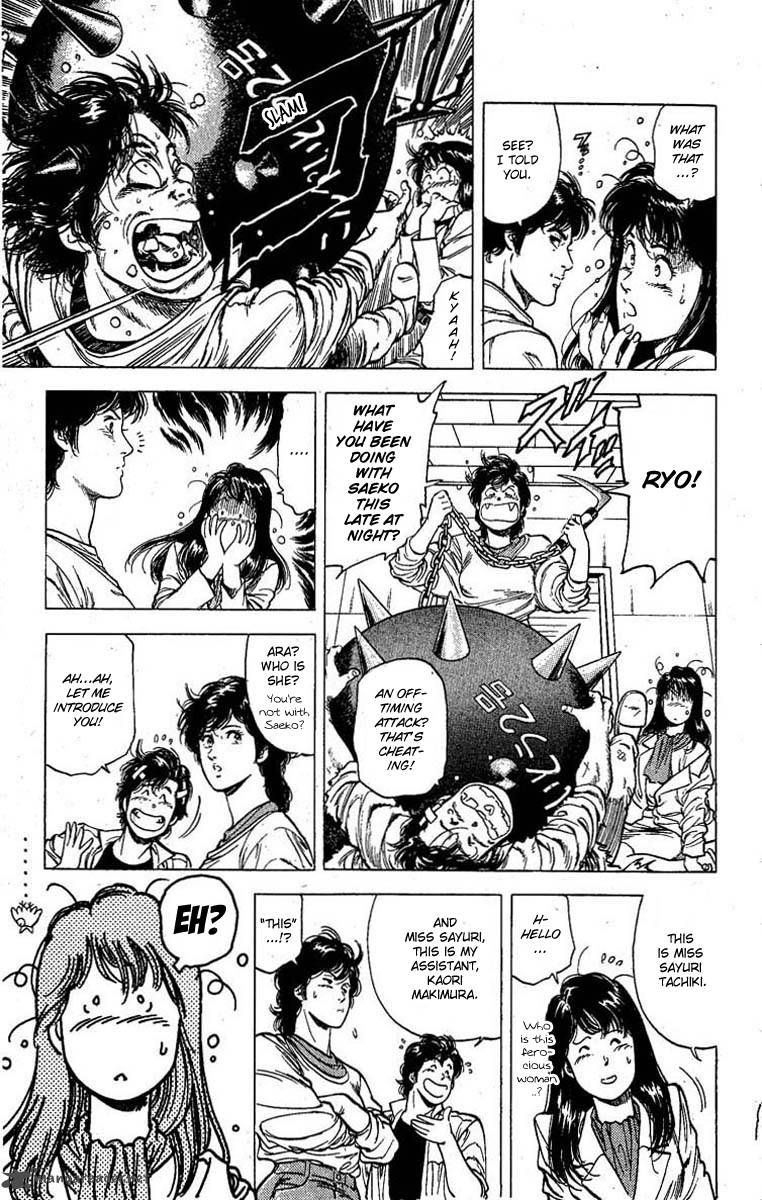 WHAT
WAS
THAT
...?
SEE?
I TOLD
YOU.
SLAM!
KYAAH!
RYO!
WHAT
HAVE
YOU BEEN
DOING
WITH
SAEKO
THIS
LATE AT
NIGHT?
AN OFF-
TIMING
ATTACK?
THAT'S
CHEAT-
ING!
....
ARA?
WHO IS
SHE?
You're
not with
Saeko?
AH...AH,
LET ME
INTRODUCE
YOU!
THIS
IS MISS
SAYURI
TACHIKI.
H-
HELLO
...
Who
is this
fero-
cious
woman
..?
AND
MISS SAYURI,
THIS IS MY
ASSISTANT,
KAORI
MAKIMURA.
"THIS"
...!?
EH?